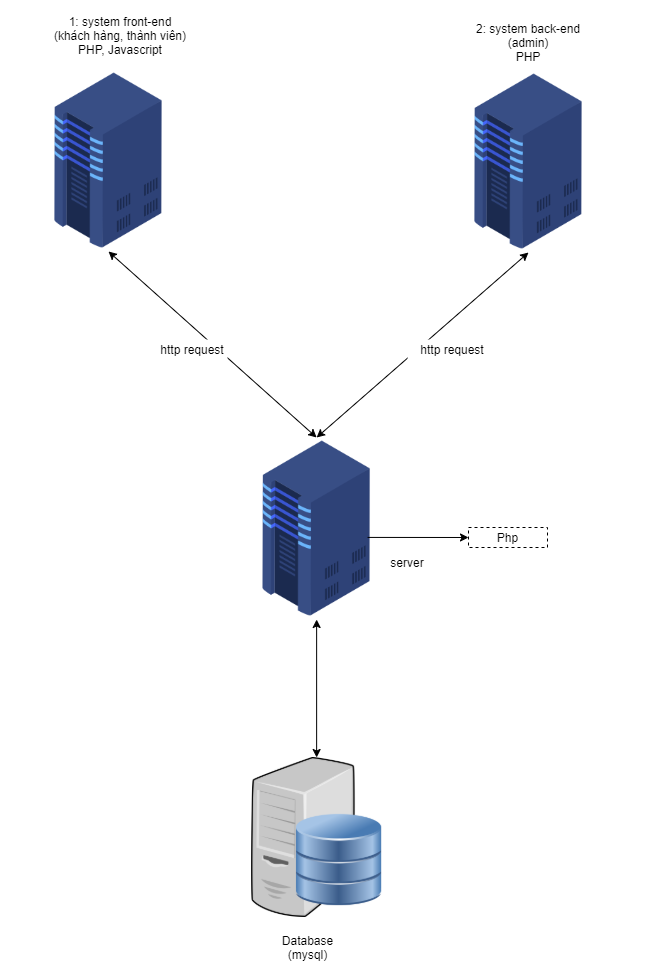 1: system front-end
(khách hàng, thành viên)
PHP, Javascript
2: system back-end
(admin)
PHP
http request
http request
Php
server
Database
(mysql)